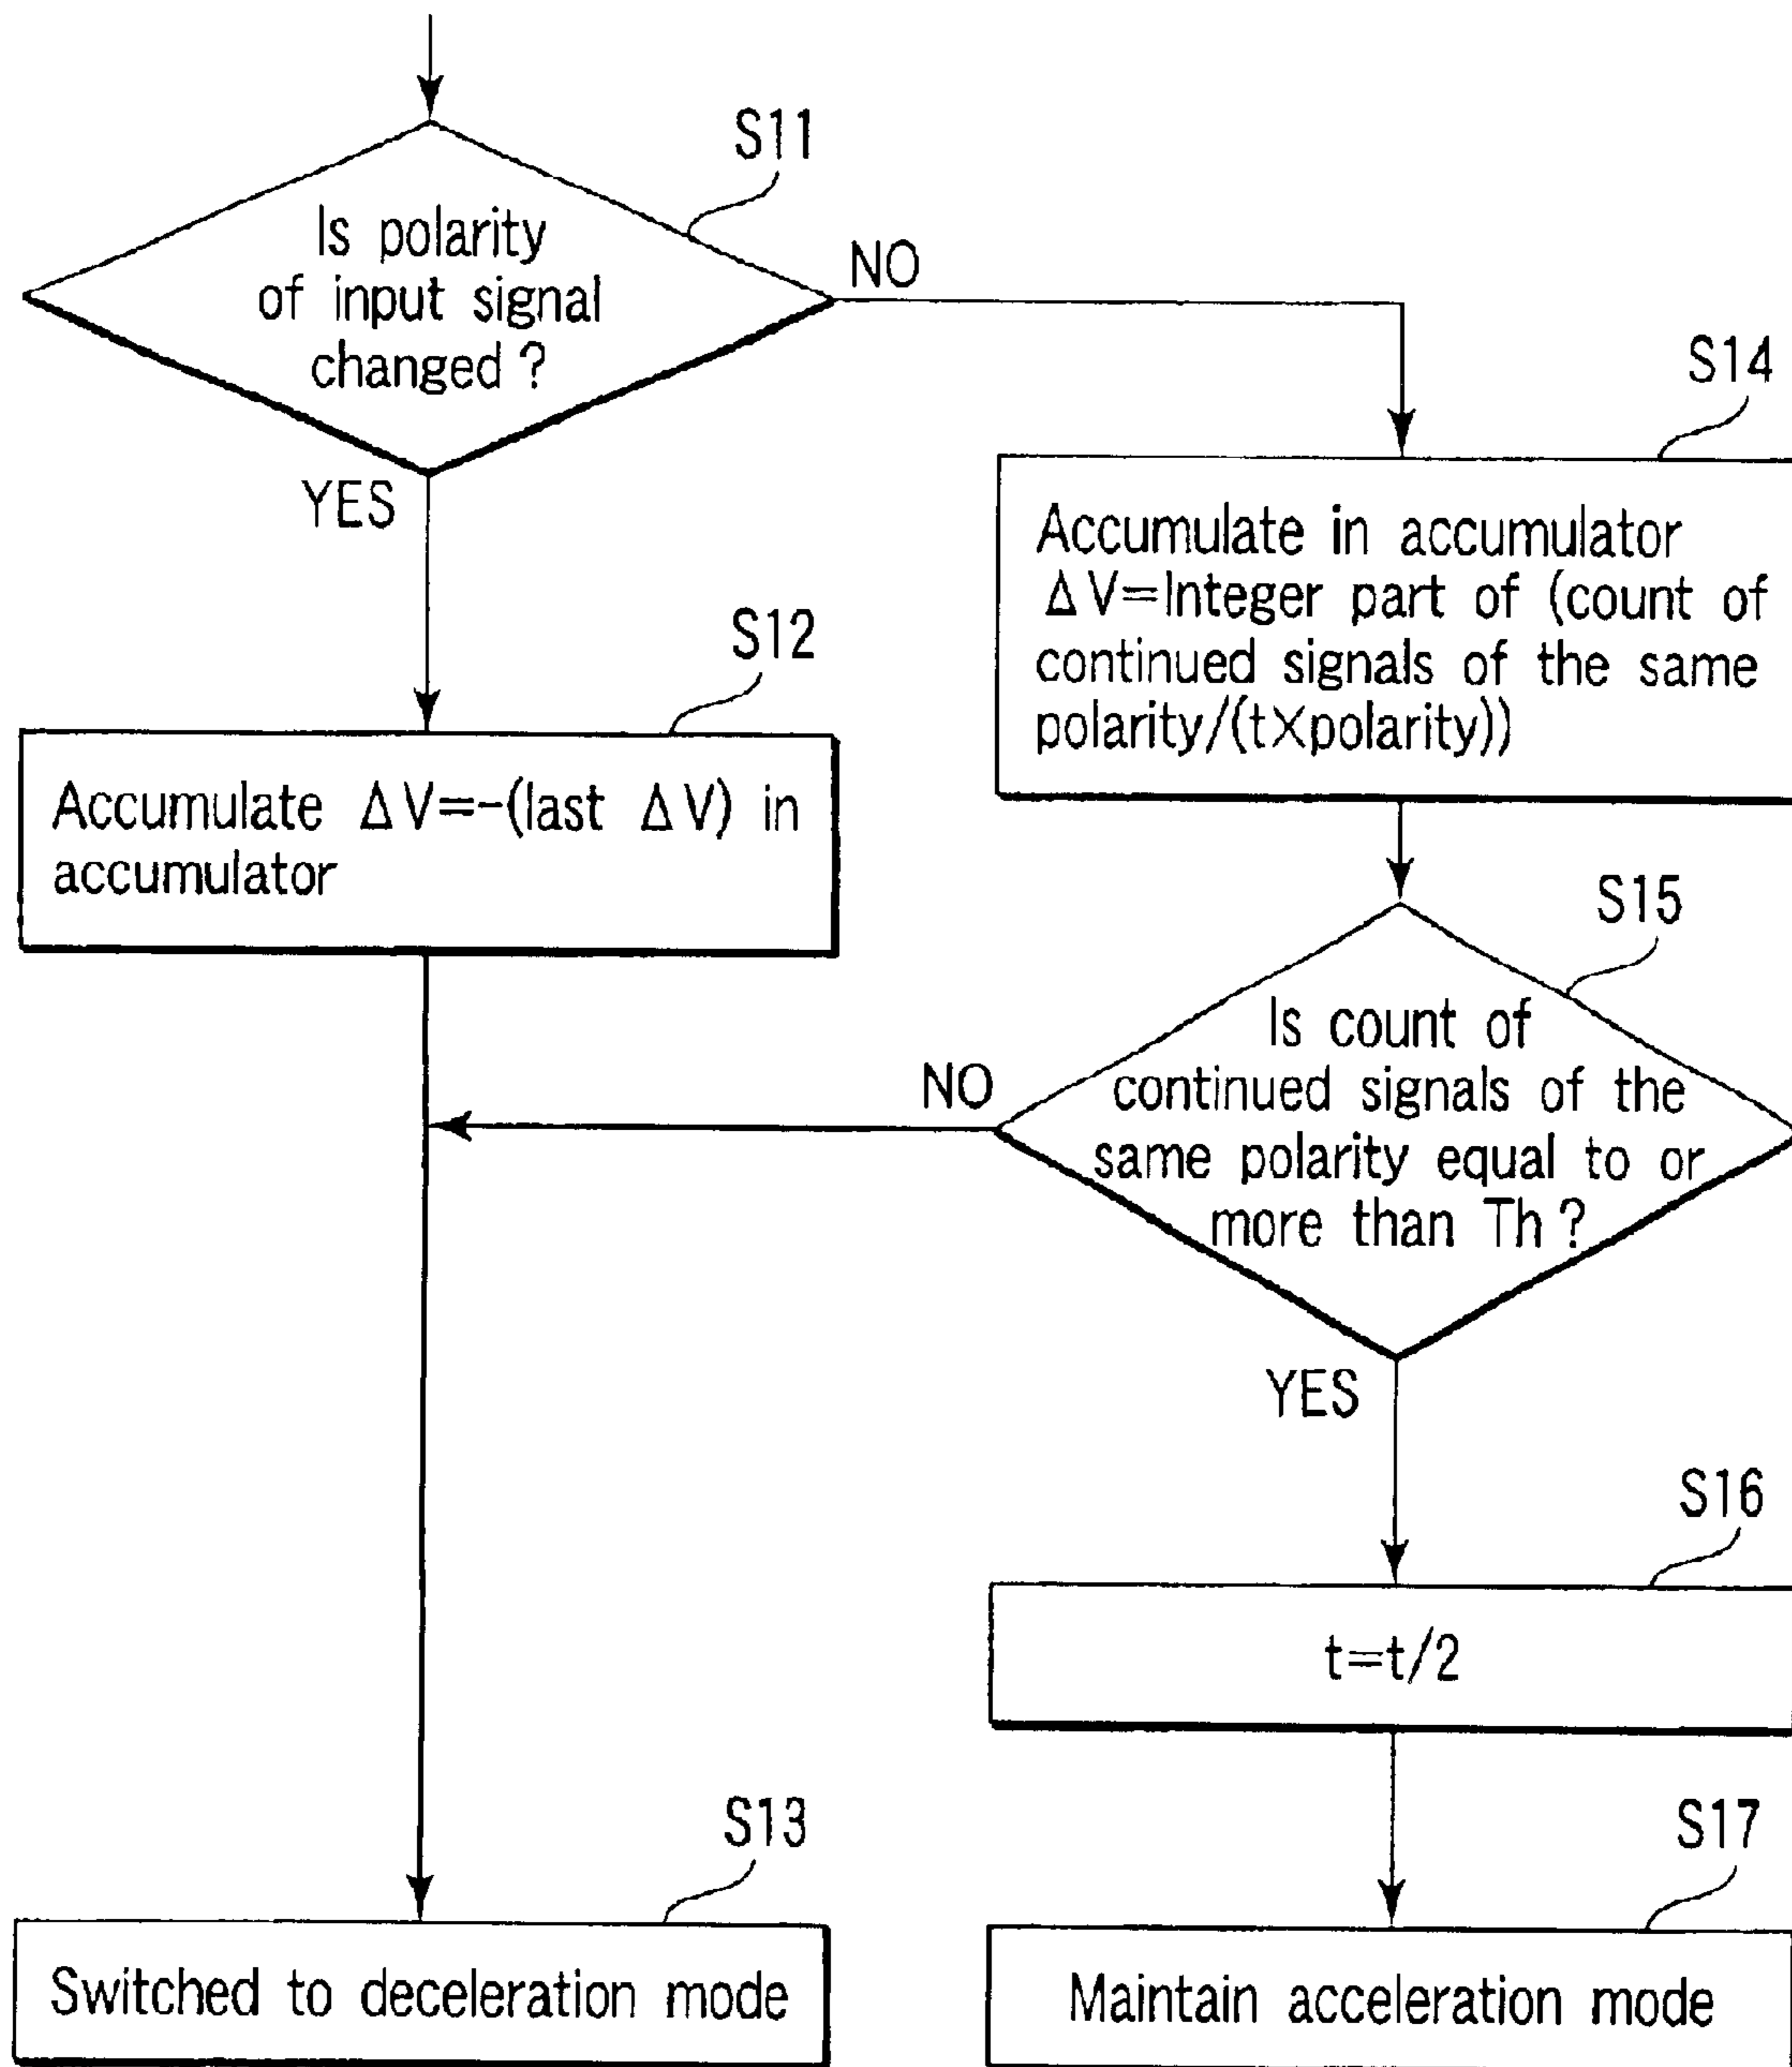 S11
Is polarity
of input signal
changed?
NO
YES
S12
Accumulate ΔV=-(last ΔV) in
accumulator
S14
Accumulate in accumulator
ΔV=Integer part of (count of
continued signals of the same
polarity/(t×polarity))
S15
Is count of
continued signals of the
same polarity equal to or
more than Th?
NO
YES
S16
t=t/2
S13
Switched to deceleration mode
S17
Maintain acceleration mode